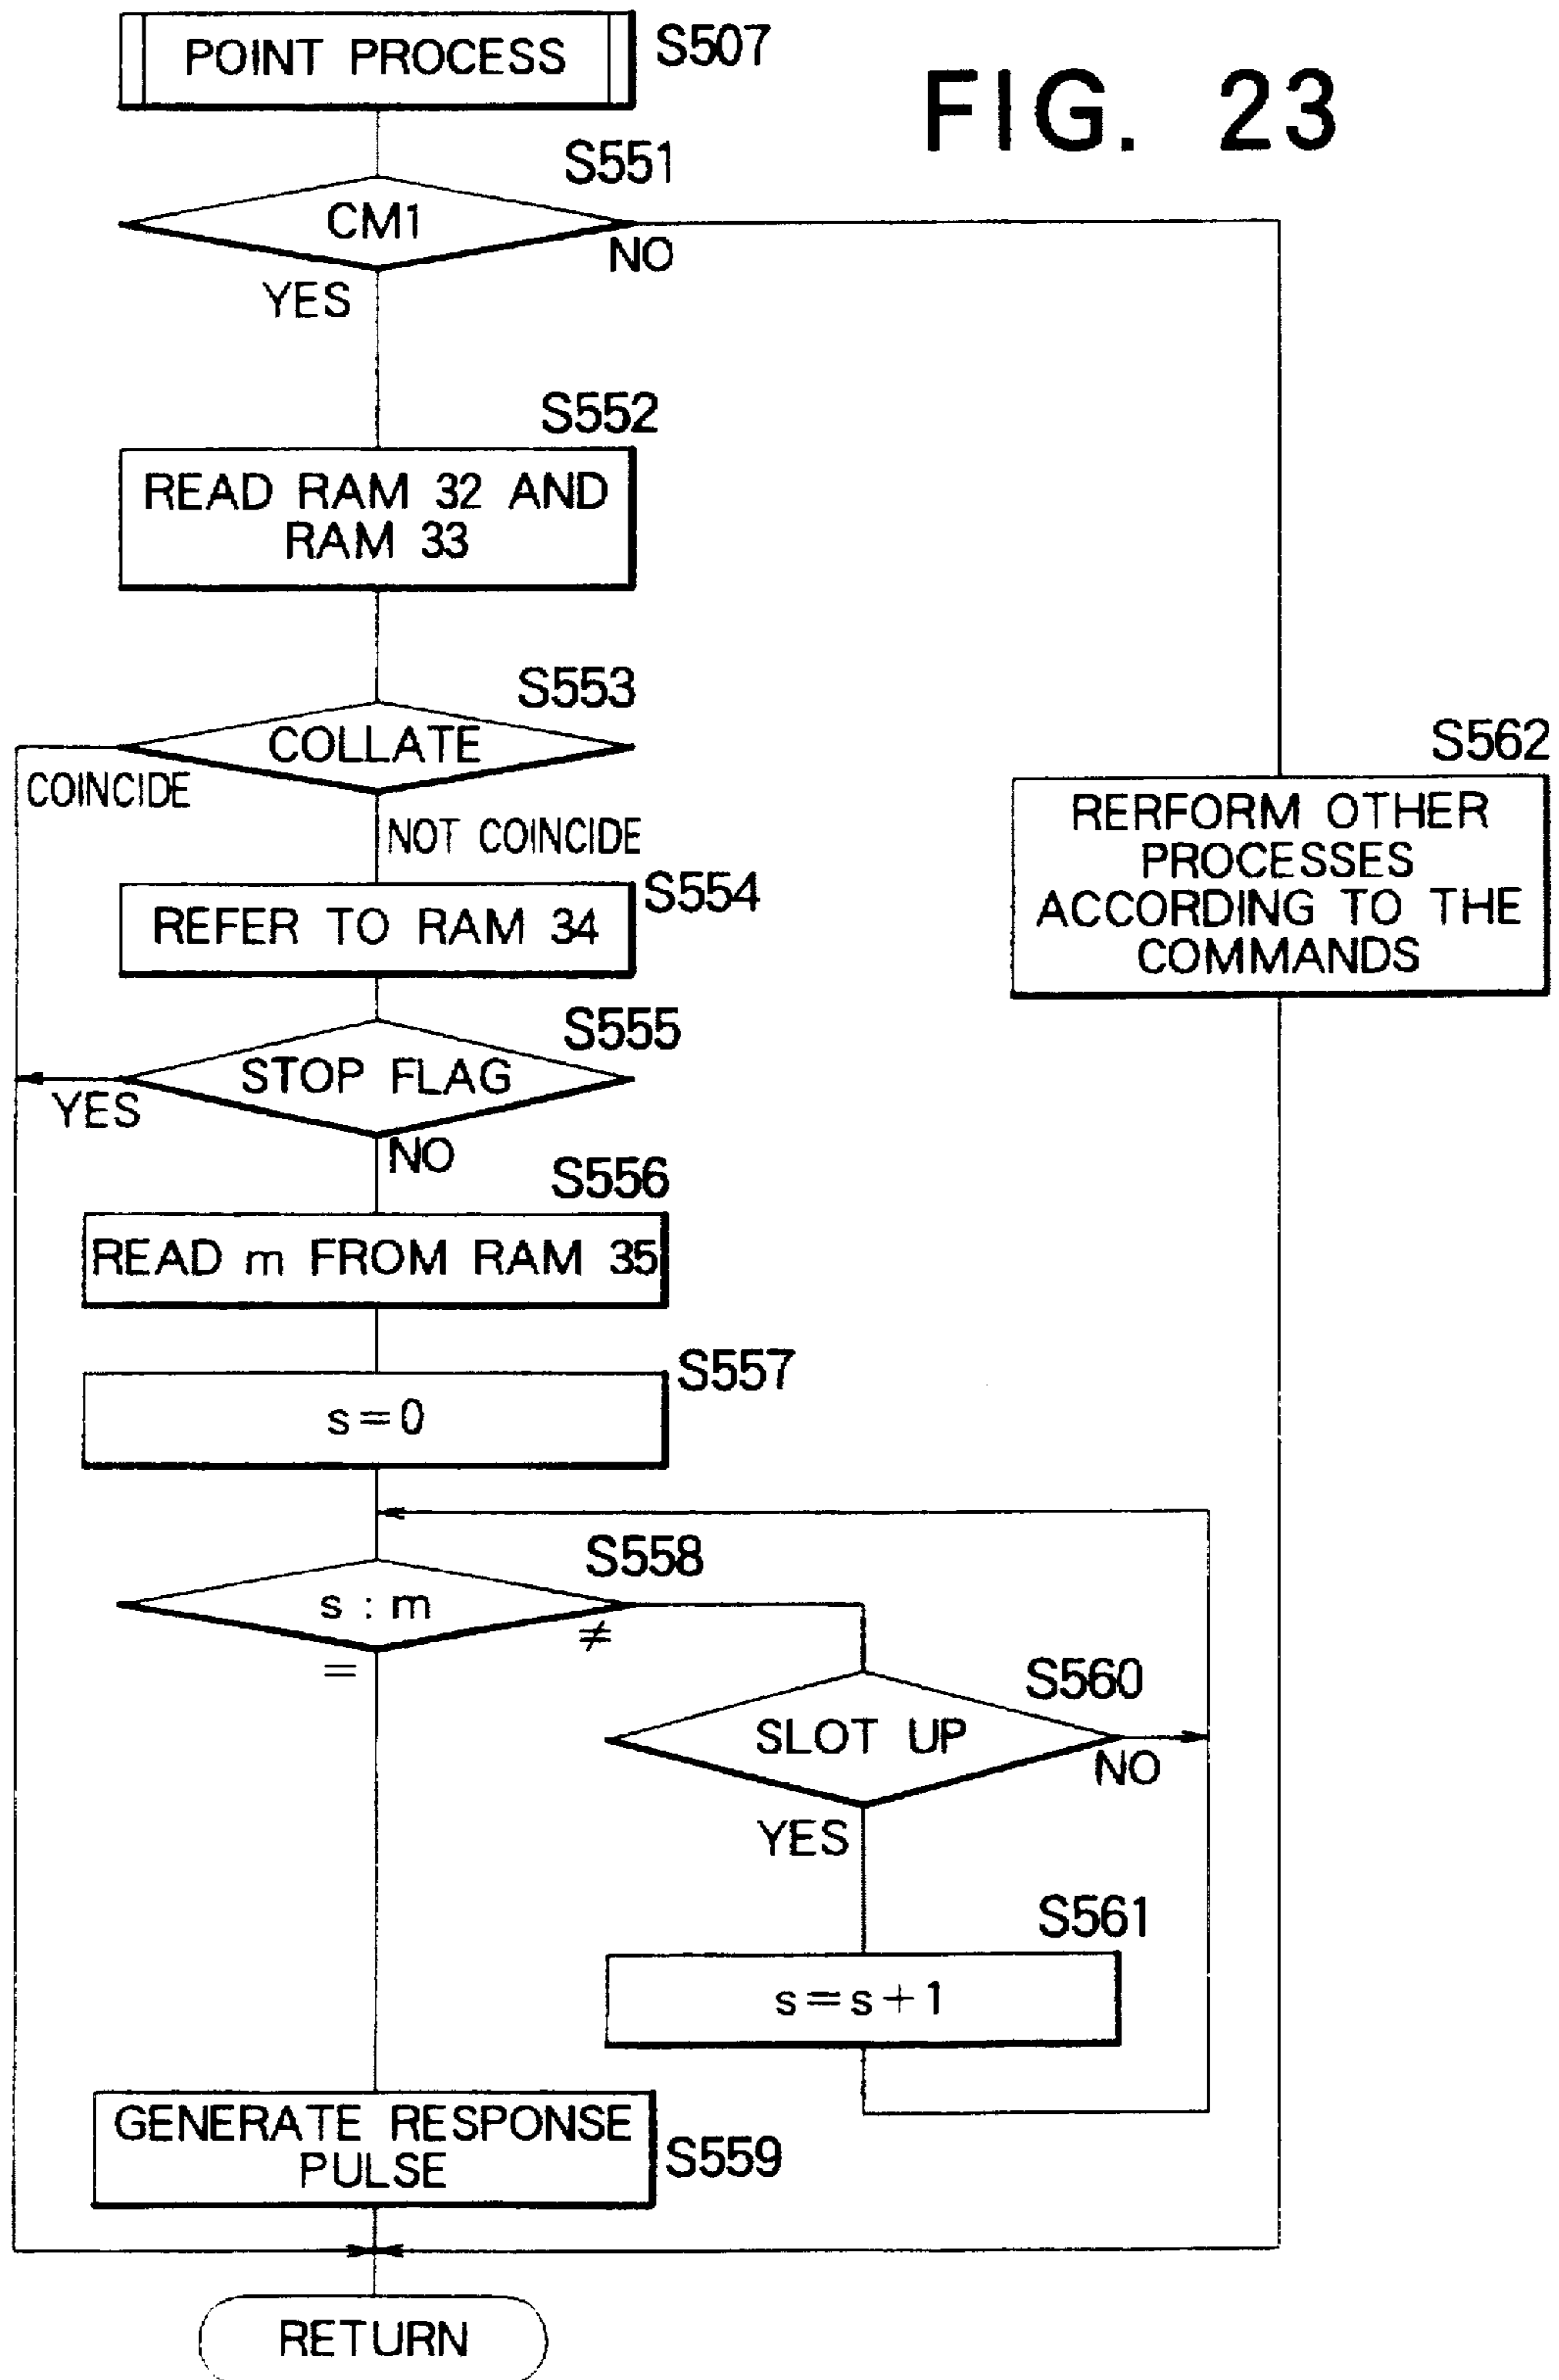 POINT PROCESS
S507
FIG. 23
S551
CM1
NO
YES
S552
READ RAM 32 AND
RAM 33
S553
COLLATE
COINCIDE
NOT COINCIDE
S562
RERFORM OTHER
PROCESSES
ACCORDING TO THE
COMMANDS
S554
REFER TO RAM 34
S555
STOP FLAG
YES
NO
S556
READ m FROM RAM 35
S557
s=0
S558
s : m
≠
=
S560
SLOT UP
NO
YES
S561
s=s+1
GENERATE RESPONSE
PULSE
S559
RETURN